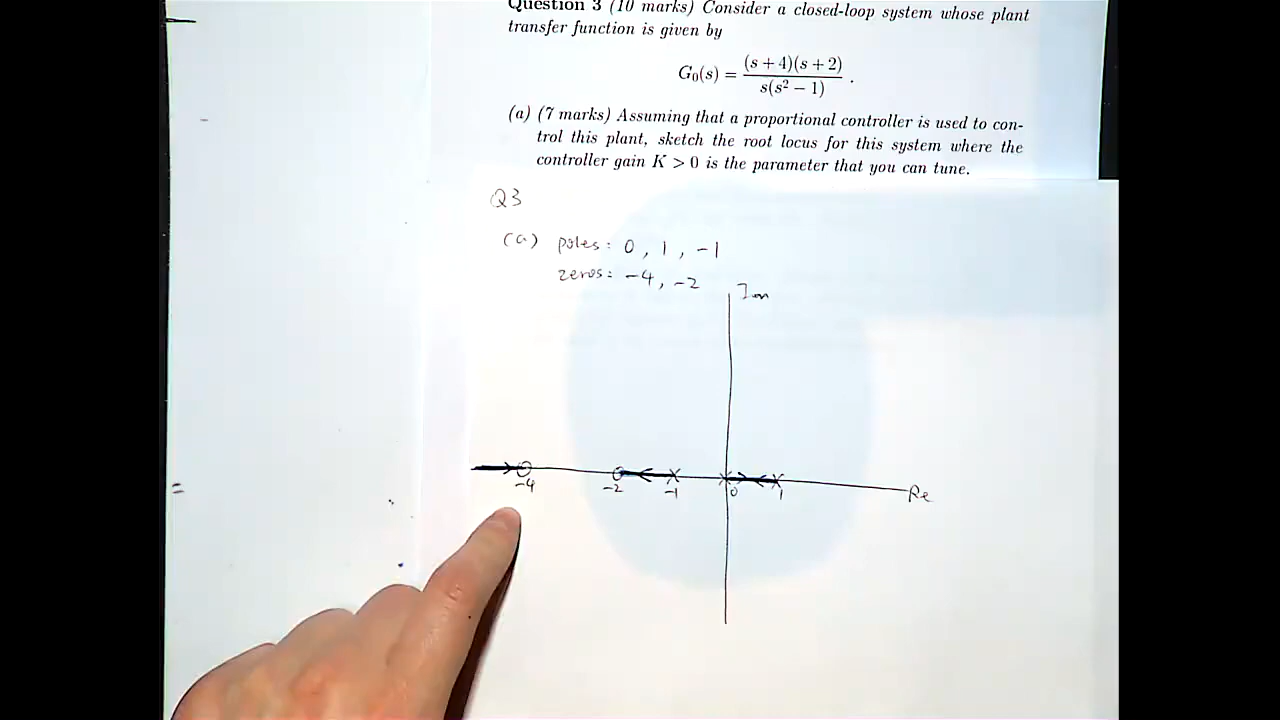 Question 3 (10 marks) Consider a closed-loop system whose plant
transfer function is given by
G₀(s) = (s + 4)(s + 2) / s(s² − 1) .
(a) (7 marks) Assuming that a proportional controller is used to con-
trol this plant, sketch the root locus for this system where the
controller gain K > 0 is the parameter that you can tune.
Q3
(a) poles: 0, 1, -1
zeros: -4, -2
Im
-4 -2 -1 0 1 Re